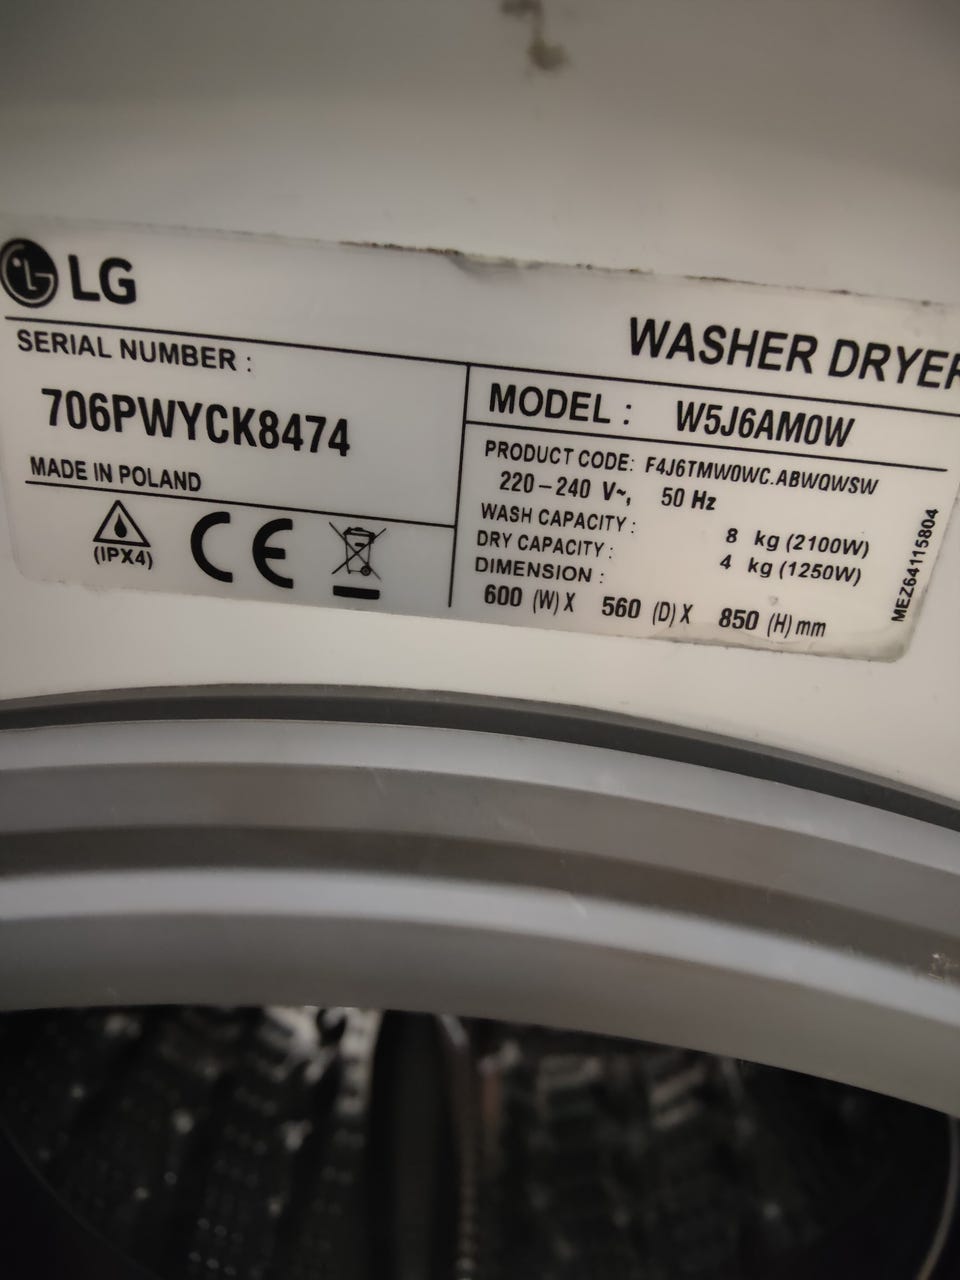 LG
WASHER DRYER
SERIAL NUMBER :
706PWYCK8474
MADE IN POLAND
(IPX4)
CE
MODEL : W5J6AM0W
PRODUCT CODE: F4J6TMW0WC.ABWQWSW
220-240 V~, 50 Hz
WASH CAPACITY : 8 kg (2100W)
DRY CAPACITY : 4 kg (1250W)
DIMENSION :
600 (W) X 560 (D) X 850 (H) mm
MEZ64115804